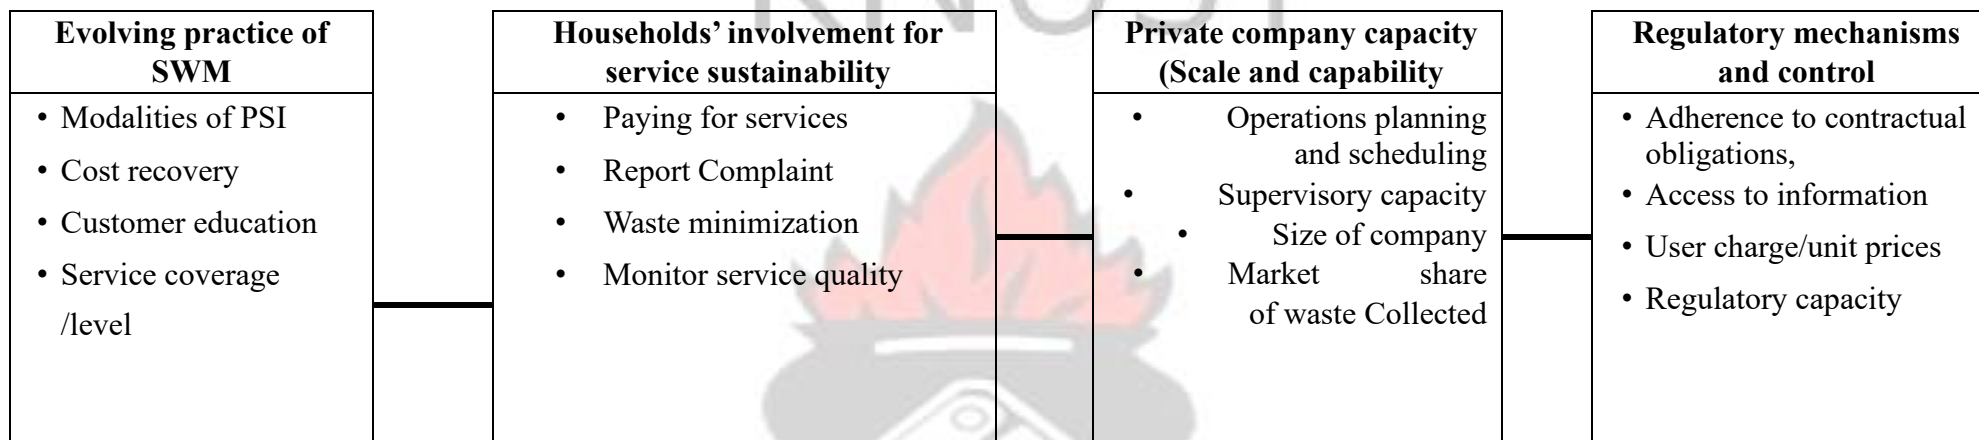 KNUST
Evolving practice of
SWM
• Modalities of PSI
• Cost recovery
• Customer education
• Service coverage
/level
Households’ involvement for
service sustainability
• Paying for services
• Report Complaint
• Waste minimization
• Monitor service quality
Private company capacity
(Scale and capability
• Operations planning
and scheduling
• Supervisory capacity
• Size of company
• Market share
of waste Collected
Regulatory mechanisms
and control
• Adherence to contractual
obligations,
• Access to information
• User charge/unit prices
• Regulatory capacity